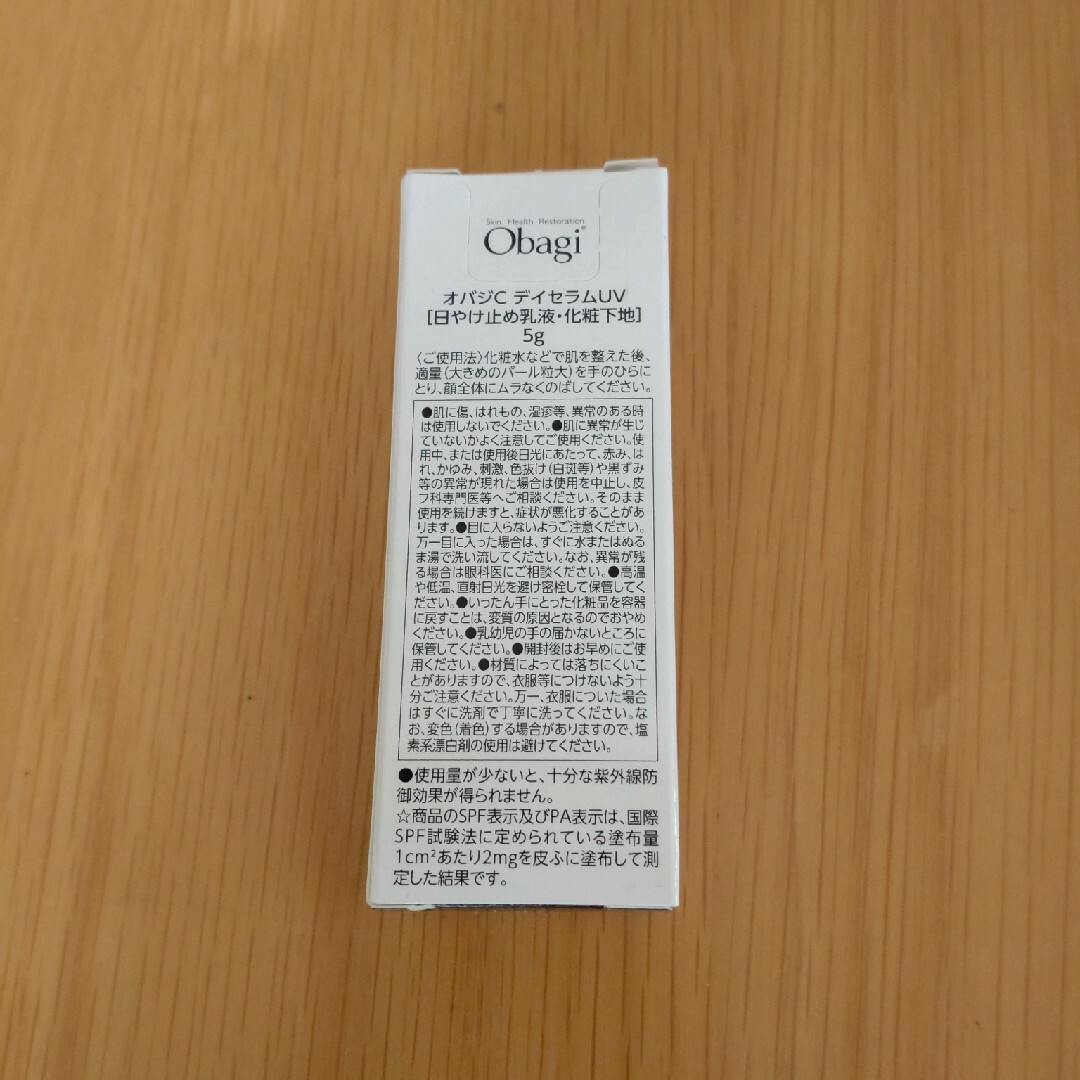 Skin Health Restoration
Obagi®
オバジC デイセラムUV
[日やけ止め乳液・化粧下地]
5g
〈ご使用法〉化粧水などで肌を整えた後、
適量(大きめのパール粒大)を手のひらに
とり、顔全体にムラなくのばしてください。
●肌に傷、はれもの、湿疹等、異常のある時
は使用しないでください。●肌に異常が生じ
ていないかよく注意してご使用ください。使
用中、または使用後日光にあたって、赤み、は
れ、かゆみ、刺激、色抜け(白斑等)や黒ずみ
等の異常が現れた場合は使用を中止し、皮
フ科専門医等へご相談ください。そのまま
使用を続けますと、症状が悪化することがあ
ります。●目に入らないようご注意ください。
万一目に入った場合は、すぐに水またはぬる
ま湯で洗い流してください。なお、異常が残
る場合は眼科医にご相談ください。●高温
や低温、直射日光を避け密栓して保管してく
ださい。●いったん手にとった化粧品を容器
に戻すことは、変質の原因となるのでおやめ
ください。●乳幼児の手の届かないところに
保管してください。●開封後はお早めにご使
用ください。●材質によっては落ちにくいこ
とがありますので、衣服等につけないよう十
分ご注意ください。万一、衣服についた場合
はすぐに洗剤で丁寧に洗ってください。な
お、変色(着色)する場合がありますので、塩
素系漂白剤の使用は避けてください。
●使用量が少ないと、十分な紫外線防
御効果が得られません。
☆商品のSPF表示及びPA表示は、国際
SPF試験法に定められている塗布量
1cm²あたり2mgを皮ふに塗布して測
定した結果です。